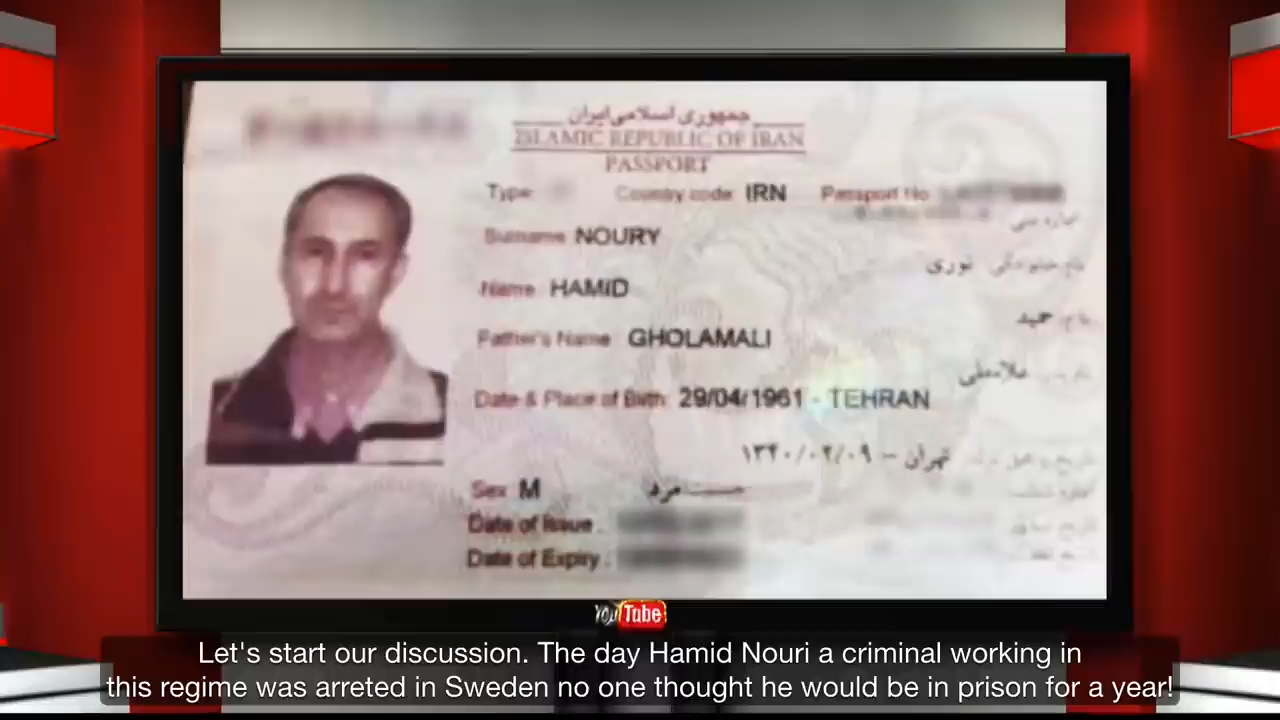 جمهوری اسلامی ایران
ISLAMIC REPUBLIC OF IRAN
PASSPORT
Type Country code IRN Passport No
Surname NOURY
نوری
Name HAMID
حمید
Father's Name GHOLAMALI
غلامعلی
Date & Place of Birth 29/04/1961 - TEHRAN
تهران - ۱۳۴۰/۰۲/۰۹
Sex M مرد
Date of Issue :
Date of Expiry :
YouTube
Let's start our discussion. The day Hamid Nouri a criminal working in
this regime was arreted in Sweden no one thought he would be in prison for a year!